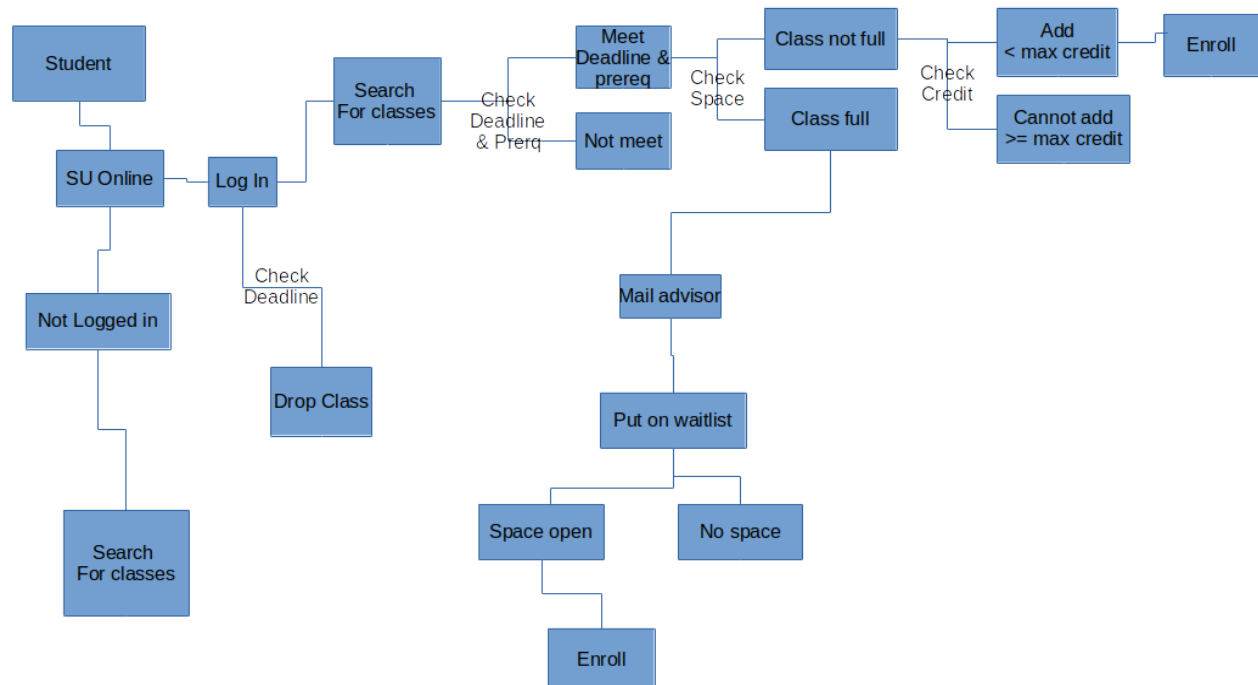 Student
SU Online
Log In
Search
For classes
Check
Deadline
& Prerq
Meet
Deadline &
prereq
Not meet
Check
Space
Class not full
Class full
Check
Credit
Add
< max credit
Cannot add
>= max credit
Enroll
Not Logged in
Search
For classes
Check
Deadline
Drop Class
Mail advisor
Put on waitlist
Space open
No space
Enroll